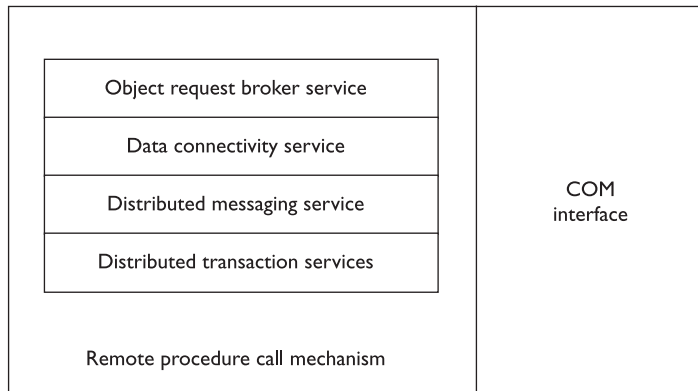 Object request broker service
Data connectivity service
Distributed messaging service
Distributed transaction services
Remote procedure call mechanism
COM
interface